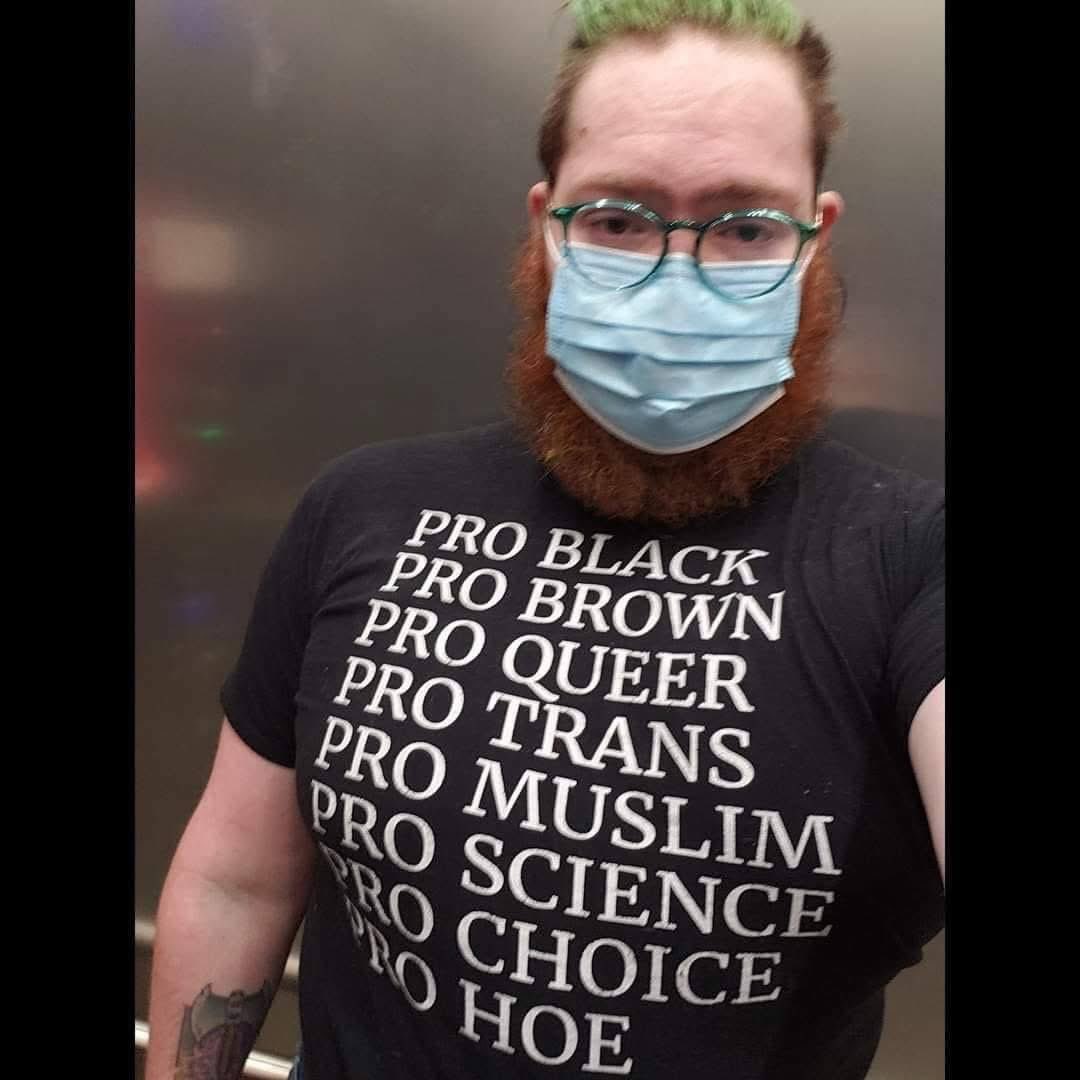 PRO BLACK
PRO BROWN
PRO QUEER
PRO TRANS
PRO MUSLIM
PRO SCIENCE
PRO CHOICE
PRO HOE